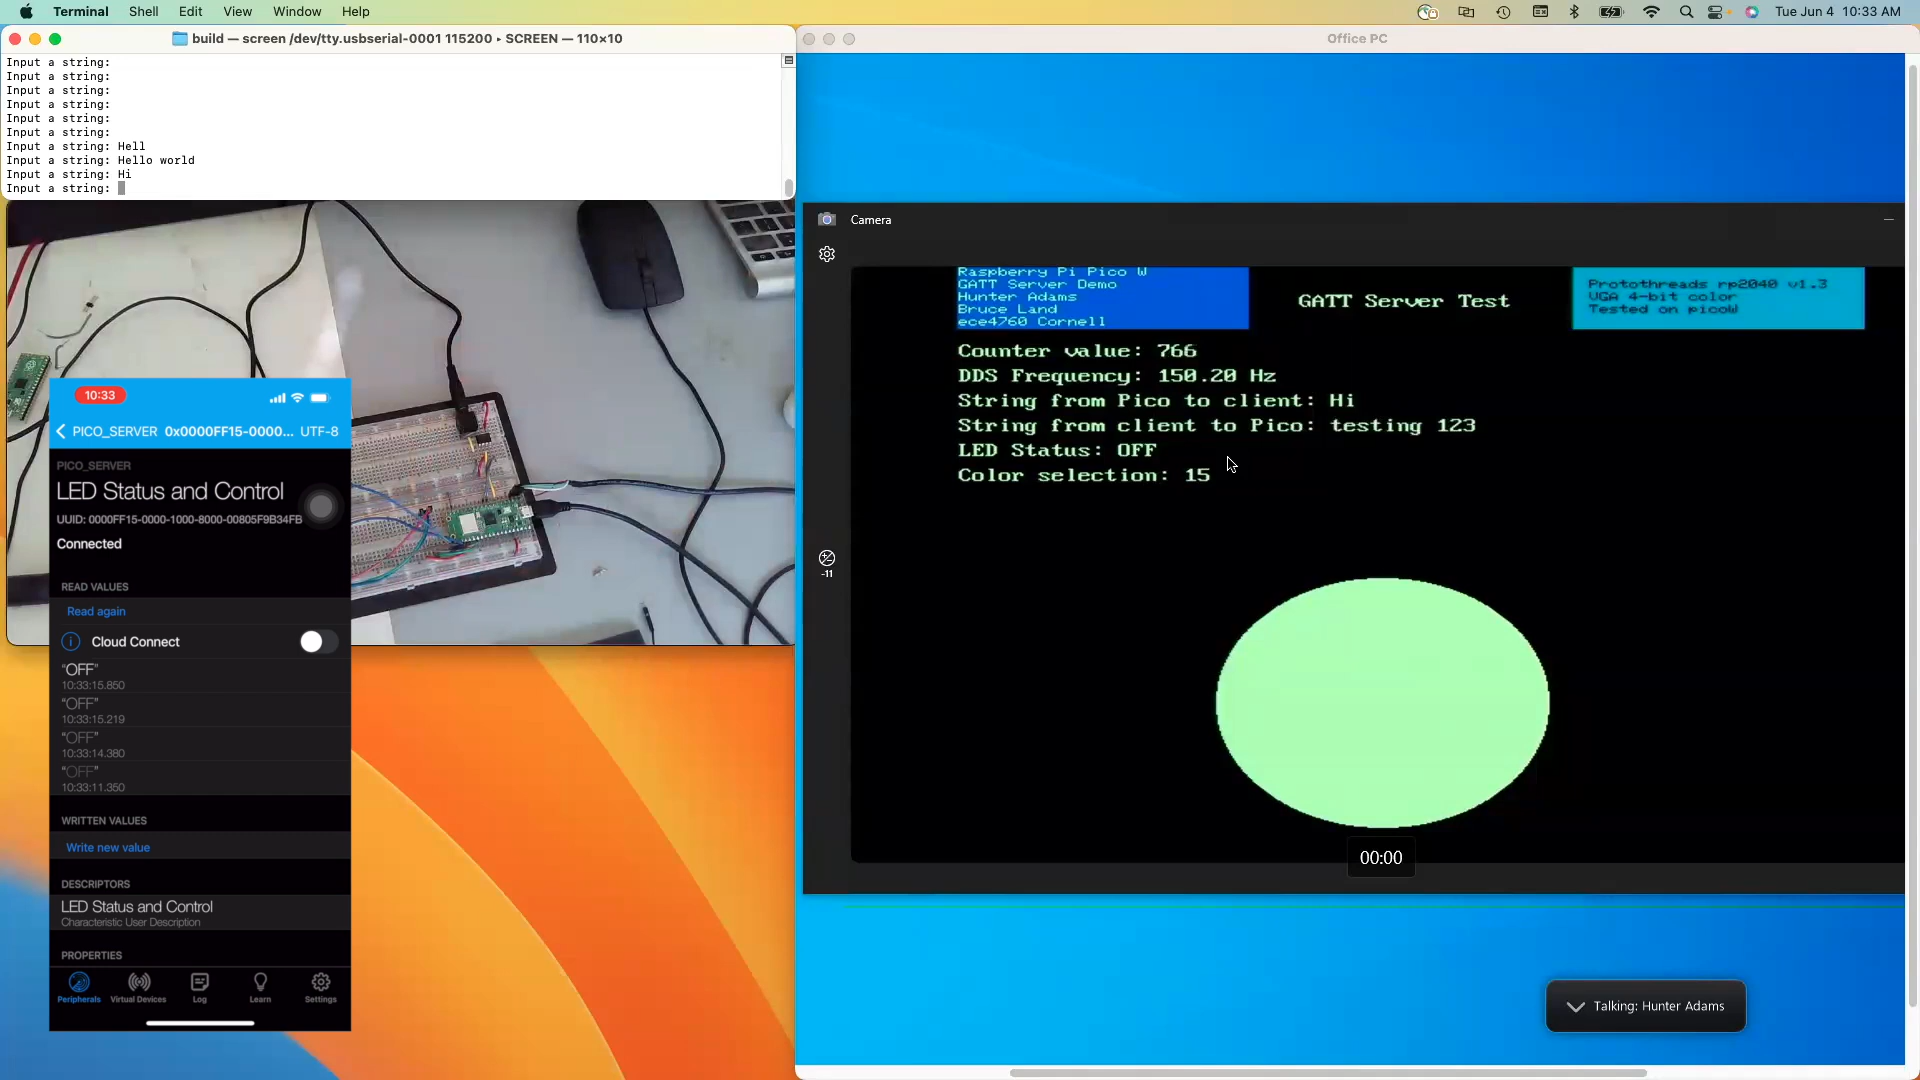 Terminal Shell Edit View Window Help Tue Jun 4 10:33 AM
build — screen /dev/tty.usbserial-0001 115200 ▸ SCREEN — 110×10
Input a string:
Input a string:
Input a string:
Input a string:
Input a string:
Input a string:
Input a string: Hell
Input a string: Hello world
Input a string: Hi
Input a string:
10:33
PICO_SERVER 0x0000FF15-0000... UTF-8
PICO_SERVER
LED Status and Control
UUID: 0000FF15-0000-1000-8000-00805F9B34FB
Connected
READ VALUES
Read again
Cloud Connect
"OFF"
10:33:15.850
"OFF"
10:33:15.219
"OFF"
10:33:14.380
"OFF"
10:33:11.350
WRITTEN VALUES
Write new value
DESCRIPTORS
LED Status and Control
Characteristic User Description
PROPERTIES
Peripherals Virtual Devices Log Learn Settings
Office PC
Camera
-11
Raspberry Pi Pico W
GATT Server Demo
Hunter Adams
Bruce Land
ece4760 Cornell
GATT Server Test
Protothreads rp2040 v1.3
VGA 4-bit color
Tested on picoW
Counter value: 766
DDS Frequency: 150.20 Hz
String from Pico to client: Hi
String from client to Pico: testing 123
LED Status: OFF
Color selection: 15
00:00
Talking: Hunter Adams